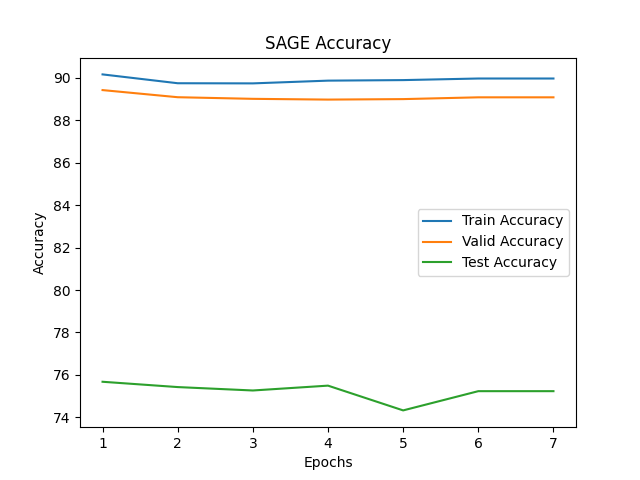 SAGE Accuracy
90
88
86
84
82
80
78
76
74
Accuracy
Train Accuracy
Valid Accuracy
Test Accuracy
1 2 3 4 5 6 7
Epochs